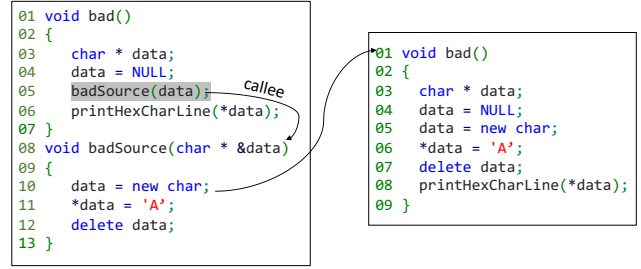 01 void bad()
02 {
03 char * data;
04 data = NULL;
05 badSource(data);
06 printHexCharLine(*data);
07 }
08 void badSource(char * &data)
09 {
10 data = new char;
11 *data = 'A’;
12 delete data;
13 }
callee
01 void bad()
02 {
03 char * data;
04 data = NULL;
05 data = new char;
06 *data = 'A’;
07 delete data;
08 printHexCharLine(*data);
09 }